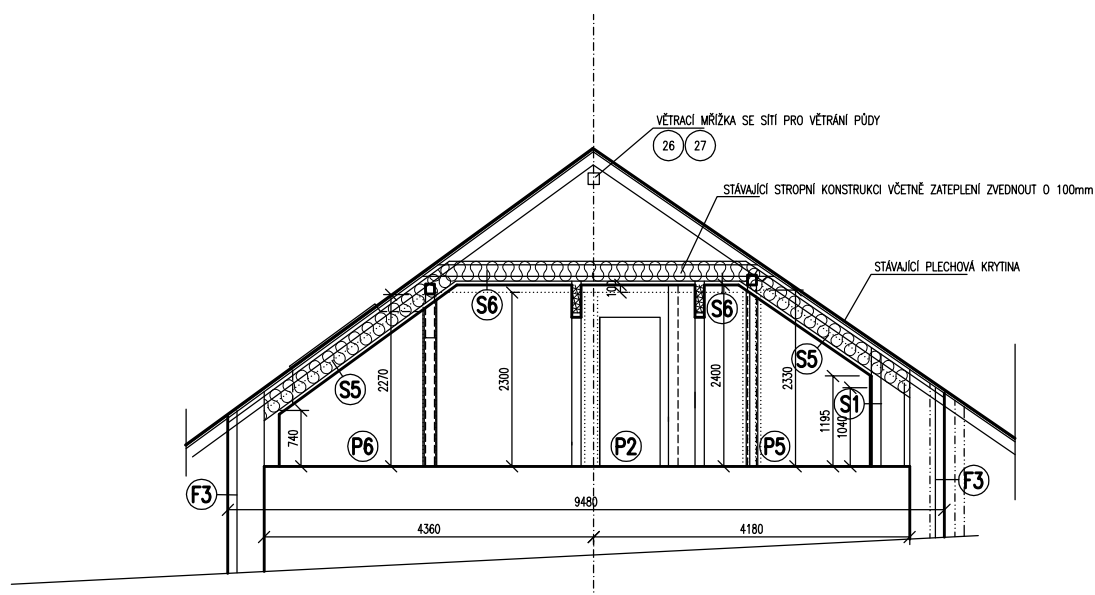 VĚTRACÍ MŘÍŽKA SE SÍTÍ PRO VĚTRÁNÍ PŮDY
26 27
STÁVAJÍCÍ STROPNÍ KONSTRUKCI VČETNĚ ZATEPLENÍ ZVEDNOUT O 100mm
STÁVAJÍCÍ PLECHOVÁ KRYTINA
S6
100
S6
S5
S5
2270
2300
2400
2330
1195
1040
S1
740
P6
P2
P5
F3
F3
9480
4360
4180